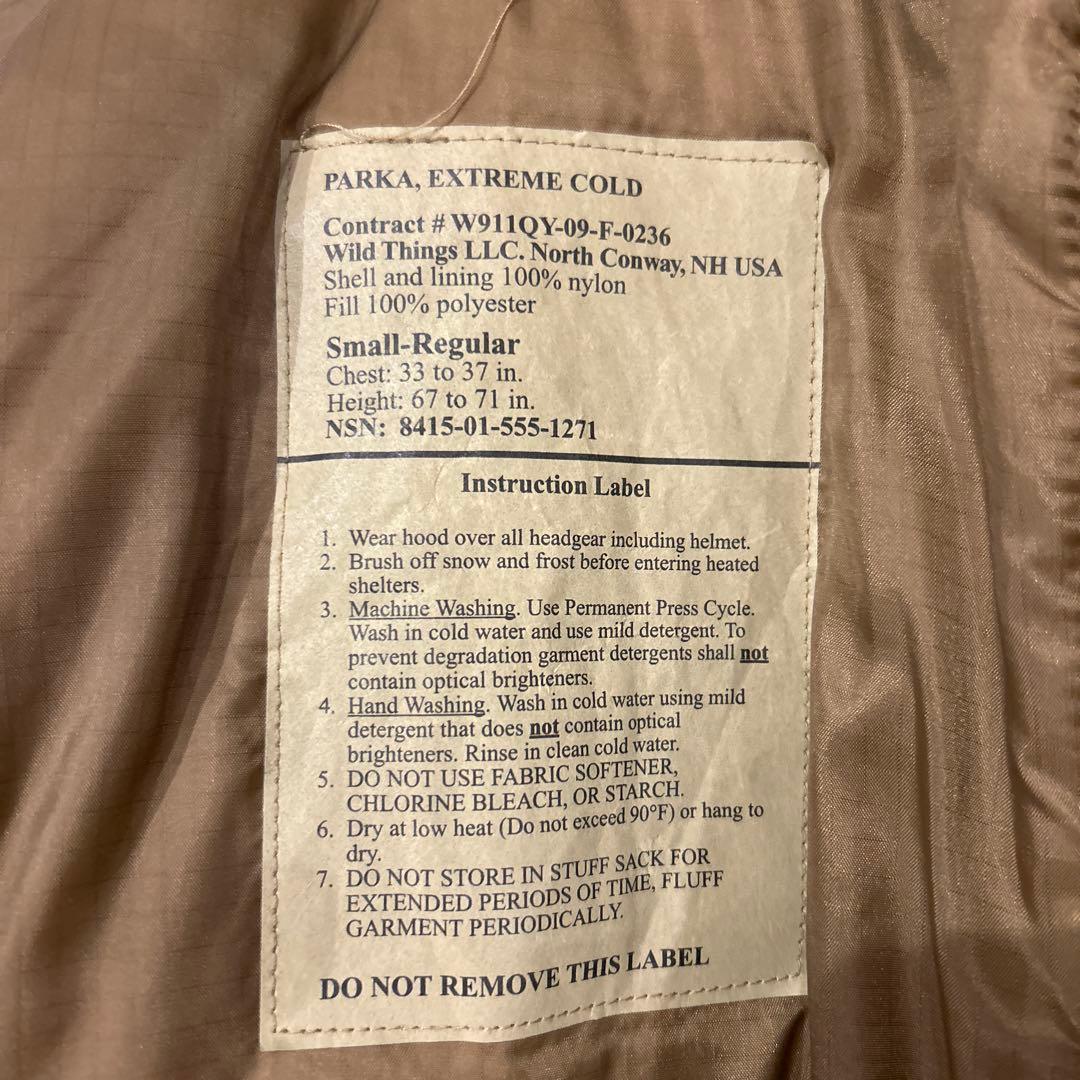 PARKA, EXTREME COLD
Contract # W911QY-09-F-0236
Wild Things LLC. North Conway, NH USA
Shell and lining 100% nylon
Fill 100% polyester
Small-Regular
Chest: 33 to 37 in.
Height: 67 to 71 in.
NSN: 8415-01-555-1271
Instruction Label
1. Wear hood over all headgear including helmet.
2. Brush off snow and frost before entering heated
shelters.
3. Machine Washing. Use Permanent Press Cycle.
Wash in cold water and use mild detergent. To
prevent degradation garment detergents shall not
contain optical brighteners.
4. Hand Washing. Wash in cold water using mild
detergent that does not contain optical
brighteners. Rinse in clean cold water.
5. DO NOT USE FABRIC SOFTENER,
CHLORINE BLEACH, OR STARCH.
6. Dry at low heat (Do not exceed 90°F) or hang to
dry.
7. DO NOT STORE IN STUFF SACK FOR
EXTENDED PERIODS OF TIME, FLUFF
GARMENT PERIODICALLY.
DO NOT REMOVE THIS LABEL